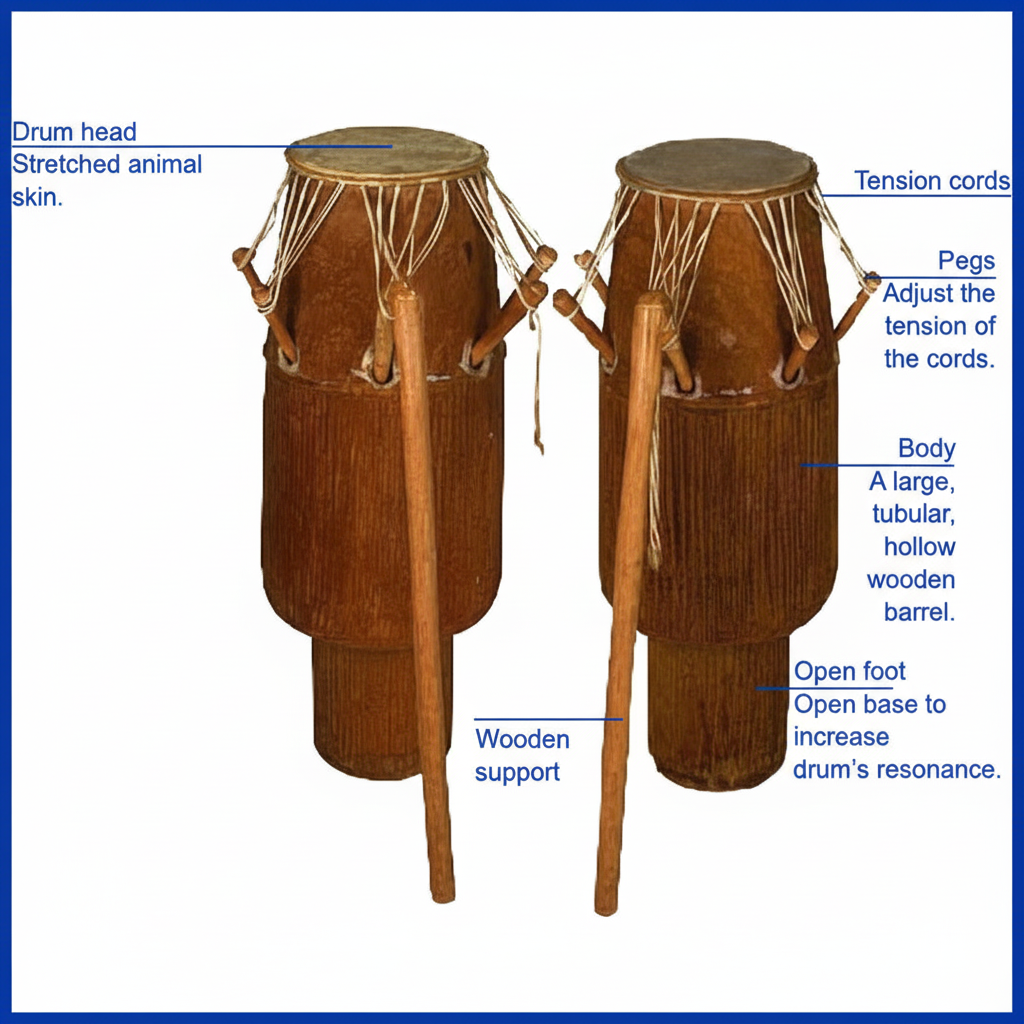 Drum head
Stretched animal
skin.
Tension cords
Pegs
Adjust the
tension of
the cords.
Body
A large,
tubular,
hollow
wooden
barrel.
Open foot
Open base to
increase
drum’s resonance.
Wooden
support